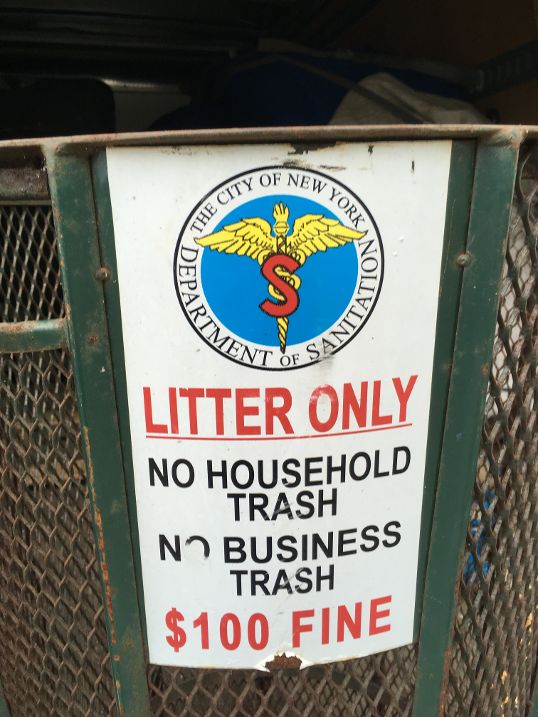 THE CITY OF NEW YORK
DEPARTMENT OF SANITATION
S
LITTER ONLY
NO HOUSEHOLD
TRASH
NO BUSINESS
TRASH
$100 FINE